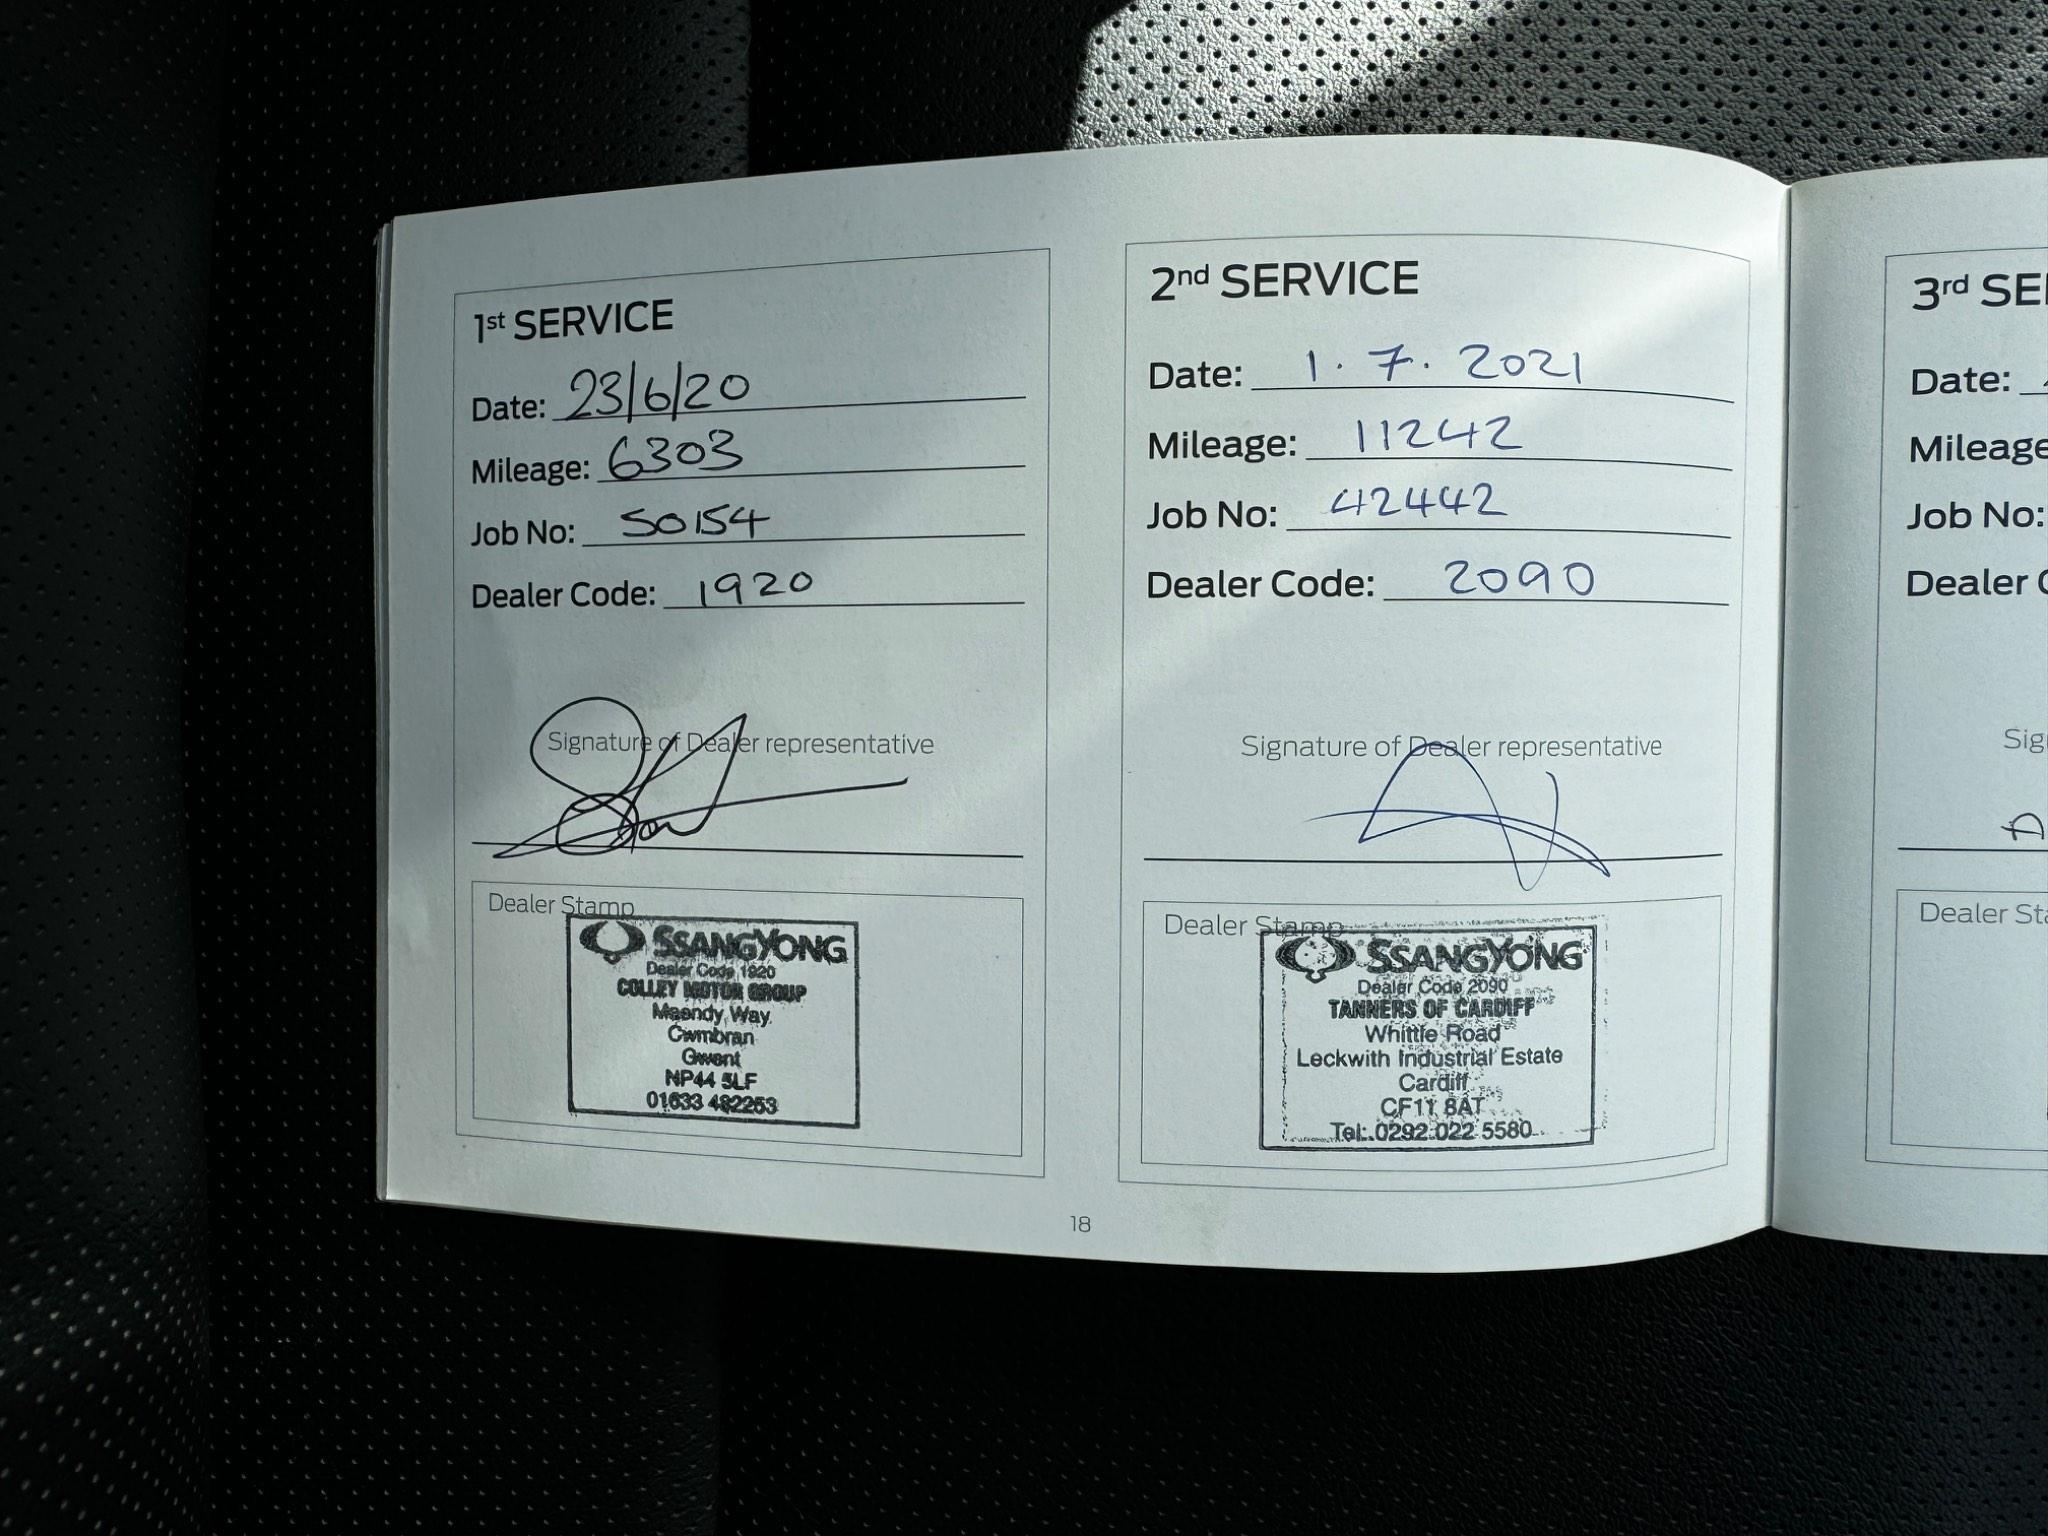 1st SERVICE
Date: 23/6/20
Mileage: 6303
Job No: 50154
Dealer Code: 1920
Signature of Dealer representative
Dealer Stamp
SSANGYONG
Dealer Code 1920
COLLEY MOTOR GROUP
Maendy Way
Cwmbran
Gwent
NP44 5LF
01633 482253
2nd SERVICE
Date: 1.7.2021
Mileage: 11242
Job No: 42442
Dealer Code: 2090
Signature of Dealer representative
Dealer Stamp
SSANGYONG
Dealer Code 2090
TANNERS OF CARDIFF
Whittle Road
Leckwith Industrial Estate
Cardiff
CF11 8AT
Tel: 0292 022 5580
18
3rd SE
Date:
Mileage
Job No:
Dealer C
Sig
Dealer Sta